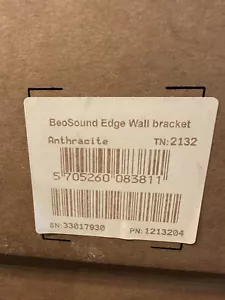 BeoSound Edge Wall bracket
Anthracite TN: 2132
5 705260 083811
SN: 33017930 PN: 1213204